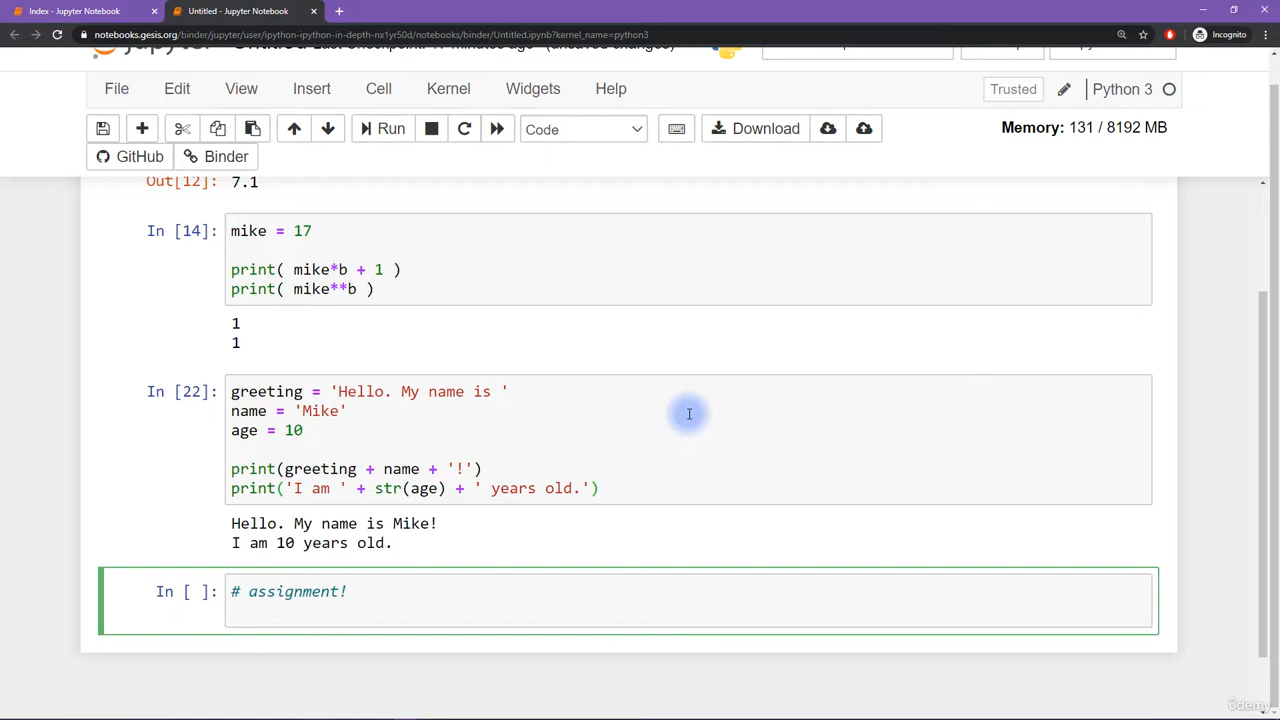 Index - Jupyter Notebook
Untitled - Jupyter Notebook
notebooks.gesis.org/binder/jupyter/user/ipython-ipython-in-depth-nx1yr50d/notebooks/binder/Untitled.ipynb?kernel_name=python3
Incognito
File Edit View Insert Cell Kernel Widgets Help
Trusted Python 3
Run Code Download
Memory: 131 / 8192 MB
GitHub Binder
Out[12]: 7.1
In [14]: mike = 17
print( mike*b + 1 )
print( mike**b )
1
1
In [22]: greeting = 'Hello. My name is '
name = 'Mike'
age = 10
print(greeting + name + '!')
print('I am ' + str(age) + ' years old.')
Hello. My name is Mike!
I am 10 years old.
In [ ]: # assignment!
ûdemy